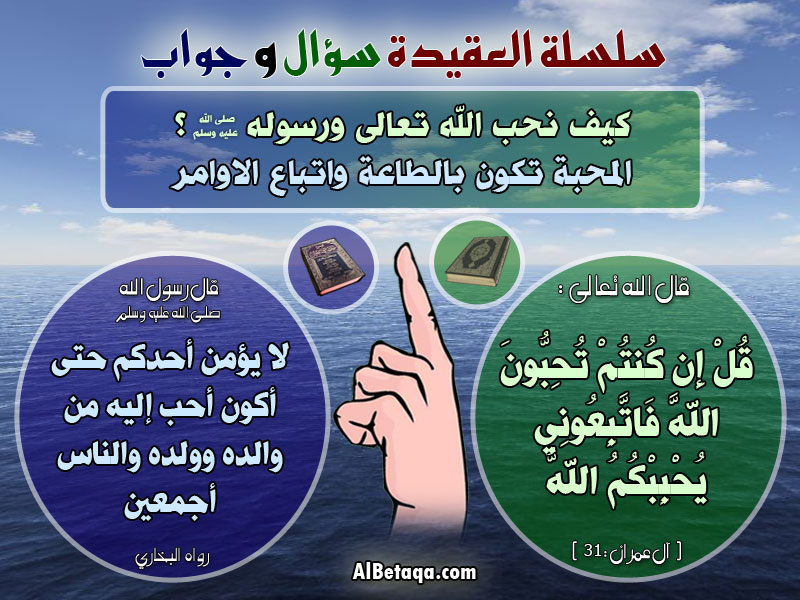 سلسلة العقيدة سؤال و جواب
كيف نحب الله تعالى ورسوله صلى الله عليه وسلم ؟
المحبة تكون بالطاعة واتباع الاوامر
قال الله تعالى :
قُلْ إِن كُنتُمْ تُحِبُّونَ
اللَّهَ فَاتَّبِعُونِي
يُحْبِبْكُمُ اللَّهُ
[ آل عمران:31 ]
قال رسول الله
صلى الله عليه وسلم
لا يؤمن أحدكم حتى
أكون أحب إليه من
والده وولده والناس
أجمعين
رواه البخاري
AlBetaqa.com